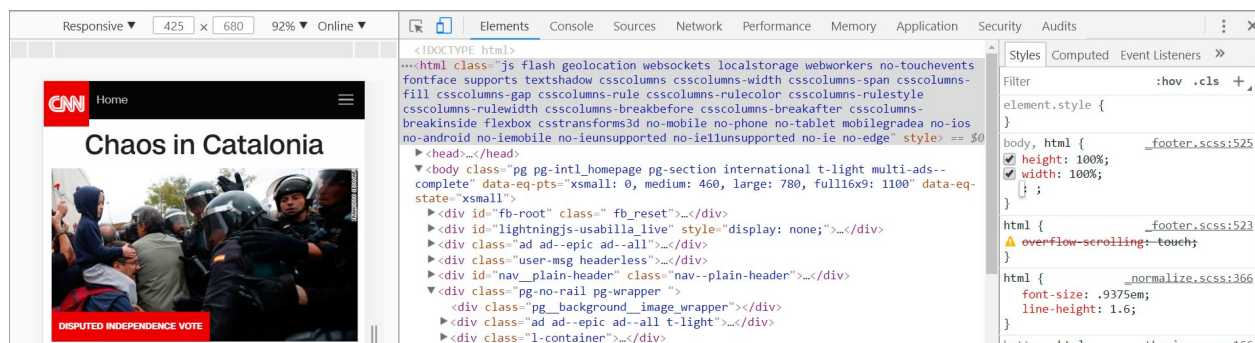 Responsive ▼ 425 × 680 92% ▼ Online ▼
CNN Home
Chaos in Catalonia
DISPUTED INDEPENDENCE VOTE
Elements Console Sources Network Performance Memory Application Security Audits
<!DOCTYPE html>
<html class="js flash geolocation websockets localstorage webworkers no-touchevents
fontface supports textshadow csscolumns csscolumns-width csscolumns-span csscolumns-
fill csscolumns-gap csscolumns-rule csscolumns-rulecolor csscolumns-rulestyle
csscolumns-rulewidth csscolumns-breakbefore csscolumns-breakafter csscolumns-
breakinside flexbox csstransforms3d no-mobile no-phone no-tablet mobilegradea no-ios
no-android no-iemobile no-ieunsupported no-ie11unsupported no-ie no-edge" style> == $0
▶<head>…</head>
▼<body class="pg pg-intl_homepage pg-section international t-light multi-ads--
complete" data-eq-pts="xsmall: 0, medium: 460, large: 780, full16x9: 1100" data-eq-
state="xsmall">
▶<div id="fb-root" class=" fb_reset">…</div>
▶<div id="lightningjs-usabilla_live" style="display: none;">…</div>
▶<div class="ad ad--epic ad--all">…</div>
▶<div class="user-msg headerless">…</div>
▶<div id="nav__plain-header" class="nav--plain-header">…</div>
▼<div class="pg-no-rail pg-wrapper ">
<div class="pg__background__image_wrapper"></div>
▶<div class="ad ad--epic ad--all t-light">…</div>
▶<div class="l-container">…</div>
Styles Computed Event Listeners »
Filter :hov .cls +
element.style {
}
body, html { _footer.scss:525
height: 100%;
width: 100%;
: ;
}
html { _footer.scss:523
overflow-scrolling: touch;
}
html { _normalize.scss:366
font-size: .9375em;
line-height: 1.6;
}